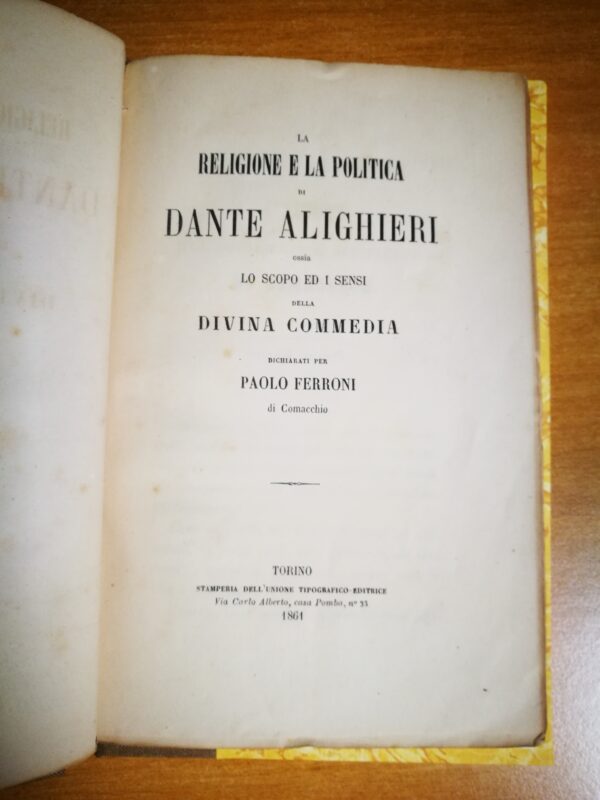 LA
RELIGIONE E LA POLITICA
DI
DANTE ALIGHIERI
ossia
LO SCOPO ED I SENSI
DELLA
DIVINA COMMEDIA
DICHIARATI PER
PAOLO FERRONI
di Comacchio
TORINO
STAMPERIA DELL'UNIONE TIPOGRAFICO EDITRICE
Via Carlo Alberto, casa Pomba, nº 33
1861